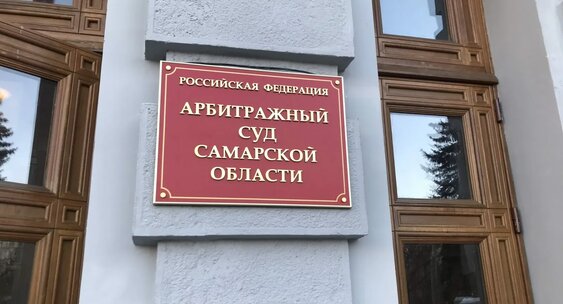 РОССИЙСКАЯ ФЕДЕРАЦИЯ
АРБИТРАЖНЫЙ
СУД
САМАРСКОЙ
ОБЛАСТИ